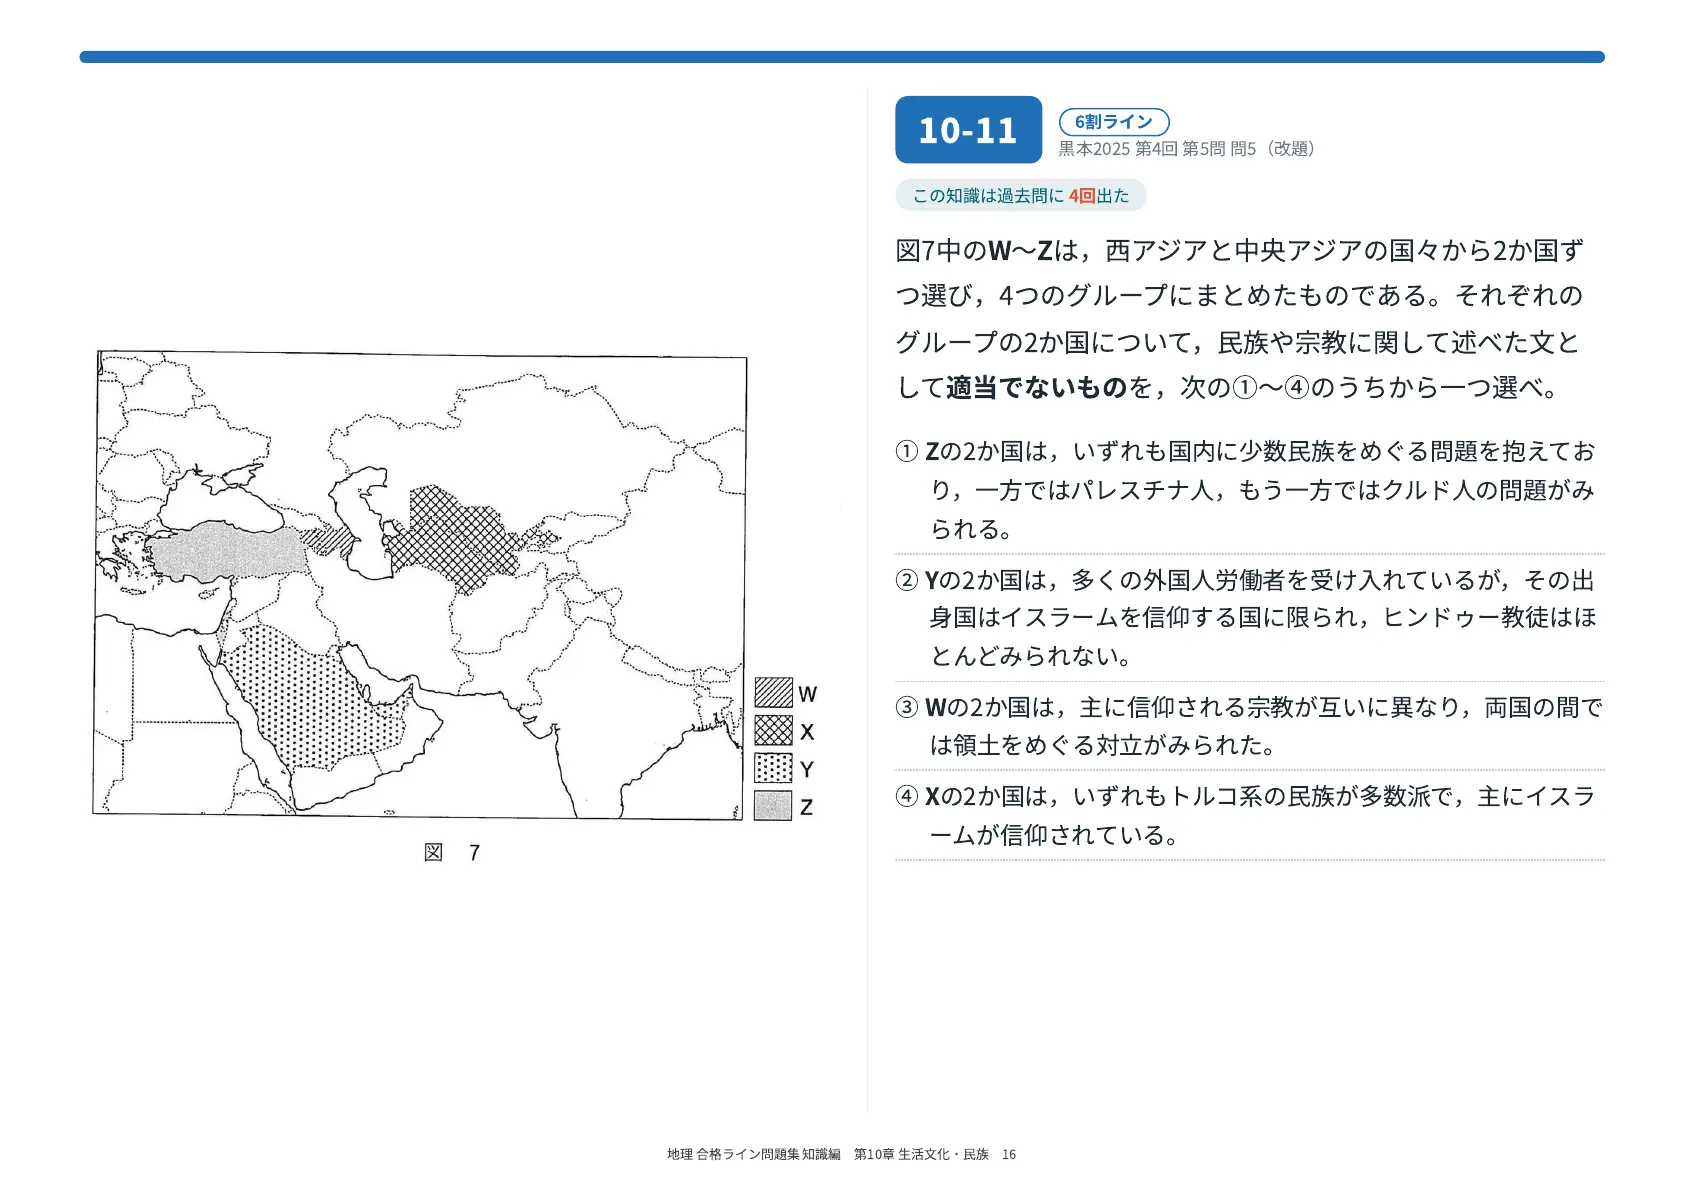 10-11
6割ライン
黒本2025 第4回 第5問 問5（改題）
この知識は過去問に 4回出た
図7中のW～Zは，西アジアと中央アジアの国々から2か国ず
つ選び，4つのグループにまとめたものである。それぞれの
グループの2か国について，民族や宗教に関して述べた文と
して適当でないものを，次の①～④のうちから一つ選べ。
① Zの2か国は，いずれも国内に少数民族をめぐる問題を抱えてお
り，一方ではパレスチナ人，もう一方ではクルド人の問題がみ
られる。
② Yの2か国は，多くの外国人労働者を受け入れているが，その出
身国はイスラームを信仰する国に限られ，ヒンドゥー教徒はほ
とんどみられない。
③ Wの2か国は，主に信仰される宗教が互いに異なり，両国の間で
は領土をめぐる対立がみられた。
④ Xの2か国は，いずれもトルコ系の民族が多数派で，主にイスラ
ームが信仰されている。
W
X
Y
Z
図 7
地理 合格ライン問題集 知識編 第10章 生活文化・民族 16